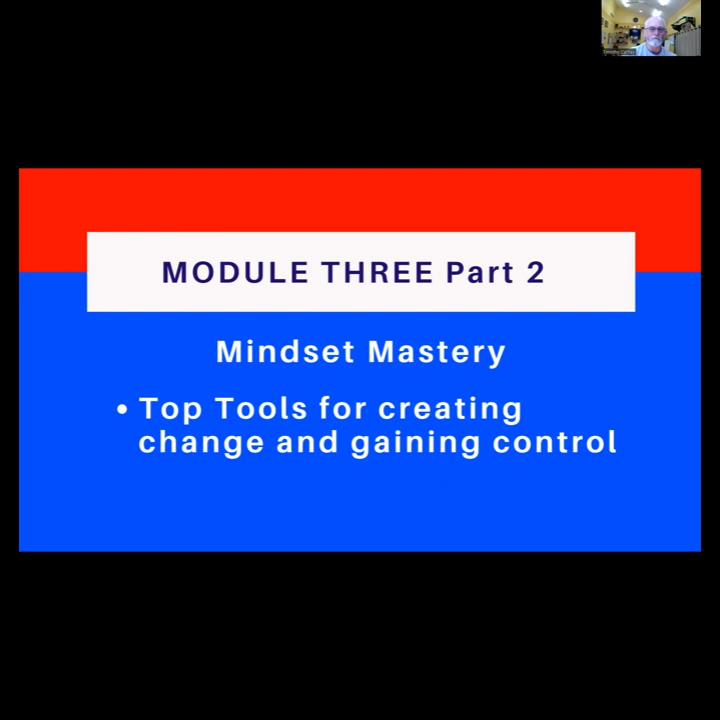 MODULE THREE Part 2
Mindset Mastery
• Top Tools for creating
change and gaining control